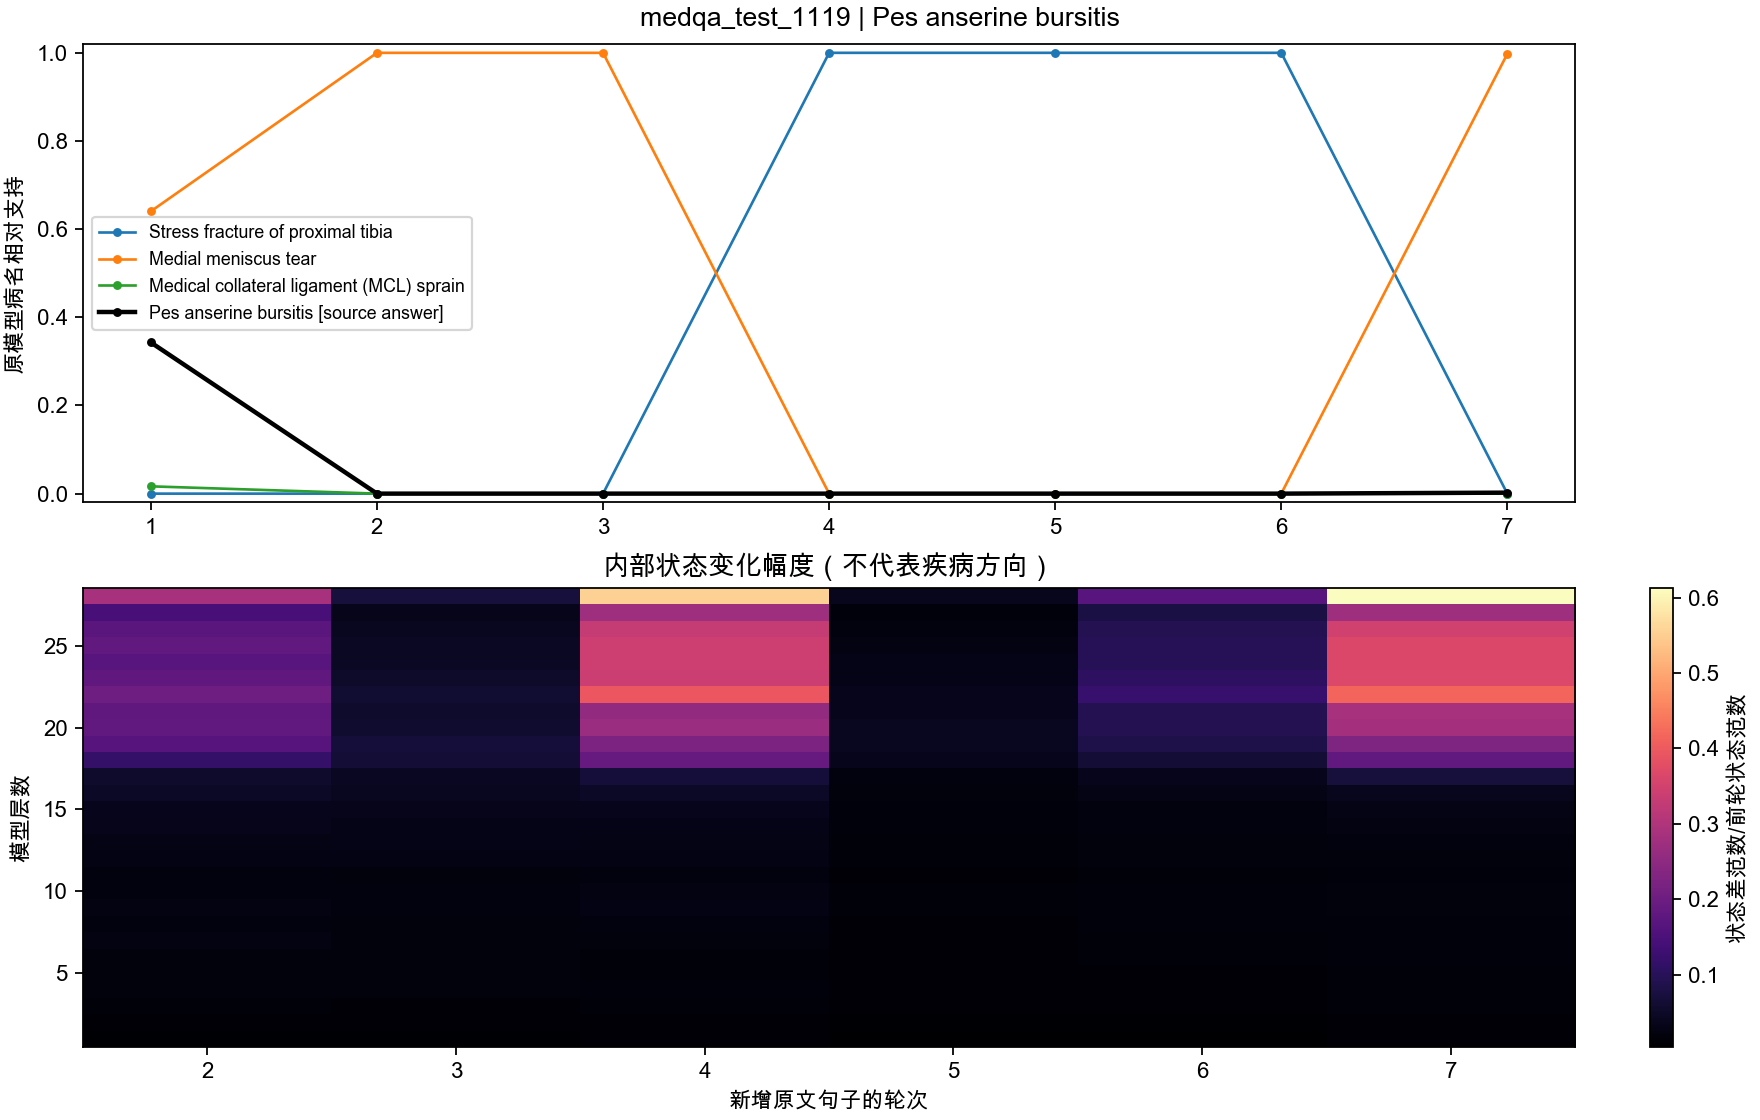 medqa_test_1119 | Pes anserine bursitis
原模型病名相对支持
1.0
0.8
0.6
0.4
0.2
0.0
Stress fracture of proximal tibia
Medial meniscus tear
Medical collateral ligament (MCL) sprain
Pes anserine bursitis [source answer]
1 2 3 4 5 6 7
内部状态变化幅度（不代表疾病方向）
模型层数
25
20
15
10
5
2 3 4 5 6 7
新增原文句子的轮次
0.6
0.5
0.4
0.3
0.2
0.1
状态差范数/前轮状态范数